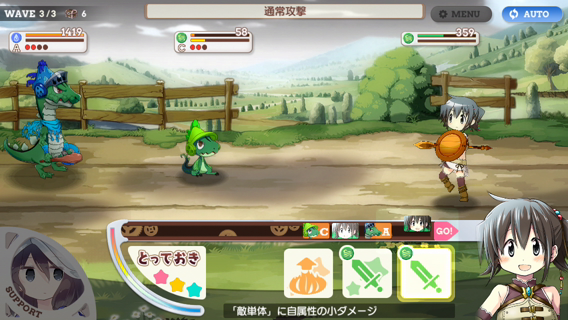 WAVE 3/3 6
通常攻撃
MENU
AUTO
1419
A
58
C
359
C A GO!
とっておき
SUPPORT
「敵単体」に自属性の小ダメージ